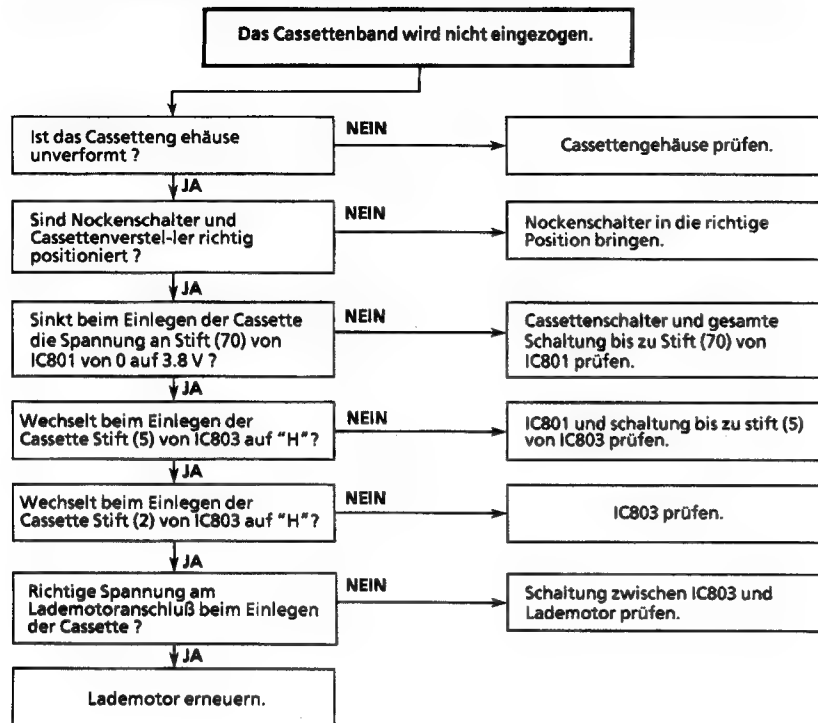 Das Cassettenband wird nicht eingezogen.
Ist das Cassetteng ehäuse
unverformt ?
NEIN
Cassettengehäuse prüfen.
JA
Sind Nockenschalter und
Cassettenverstel-ler richtig
positioniert ?
NEIN
Nockenschalter in die richtige
Position bringen.
JA
Sinkt beim Einlegen der Cassette
die Spannung an Stift (70) von
IC801 von 0 auf 3.8 V ?
NEIN
Cassettenschalter und gesamte
Schaltung bis zu Stift (70) von
IC801 prüfen.
JA
Wechselt beim Einlegen der
Cassette Stift (5) von IC803 auf "H"?
NEIN
IC801 und schaltung bis zu stift (5)
von IC803 prüfen.
JA
Wechselt beim Einlegen der
Cassette Stift (2) von IC803 auf "H"?
NEIN
IC803 prüfen.
JA
Richtige Spannung am
Lademotoranschluß beim Einlegen
der Cassette ?
NEIN
Schaltung zwischen IC803 und
Lademotor prüfen.
JA
Lademotor erneuern.